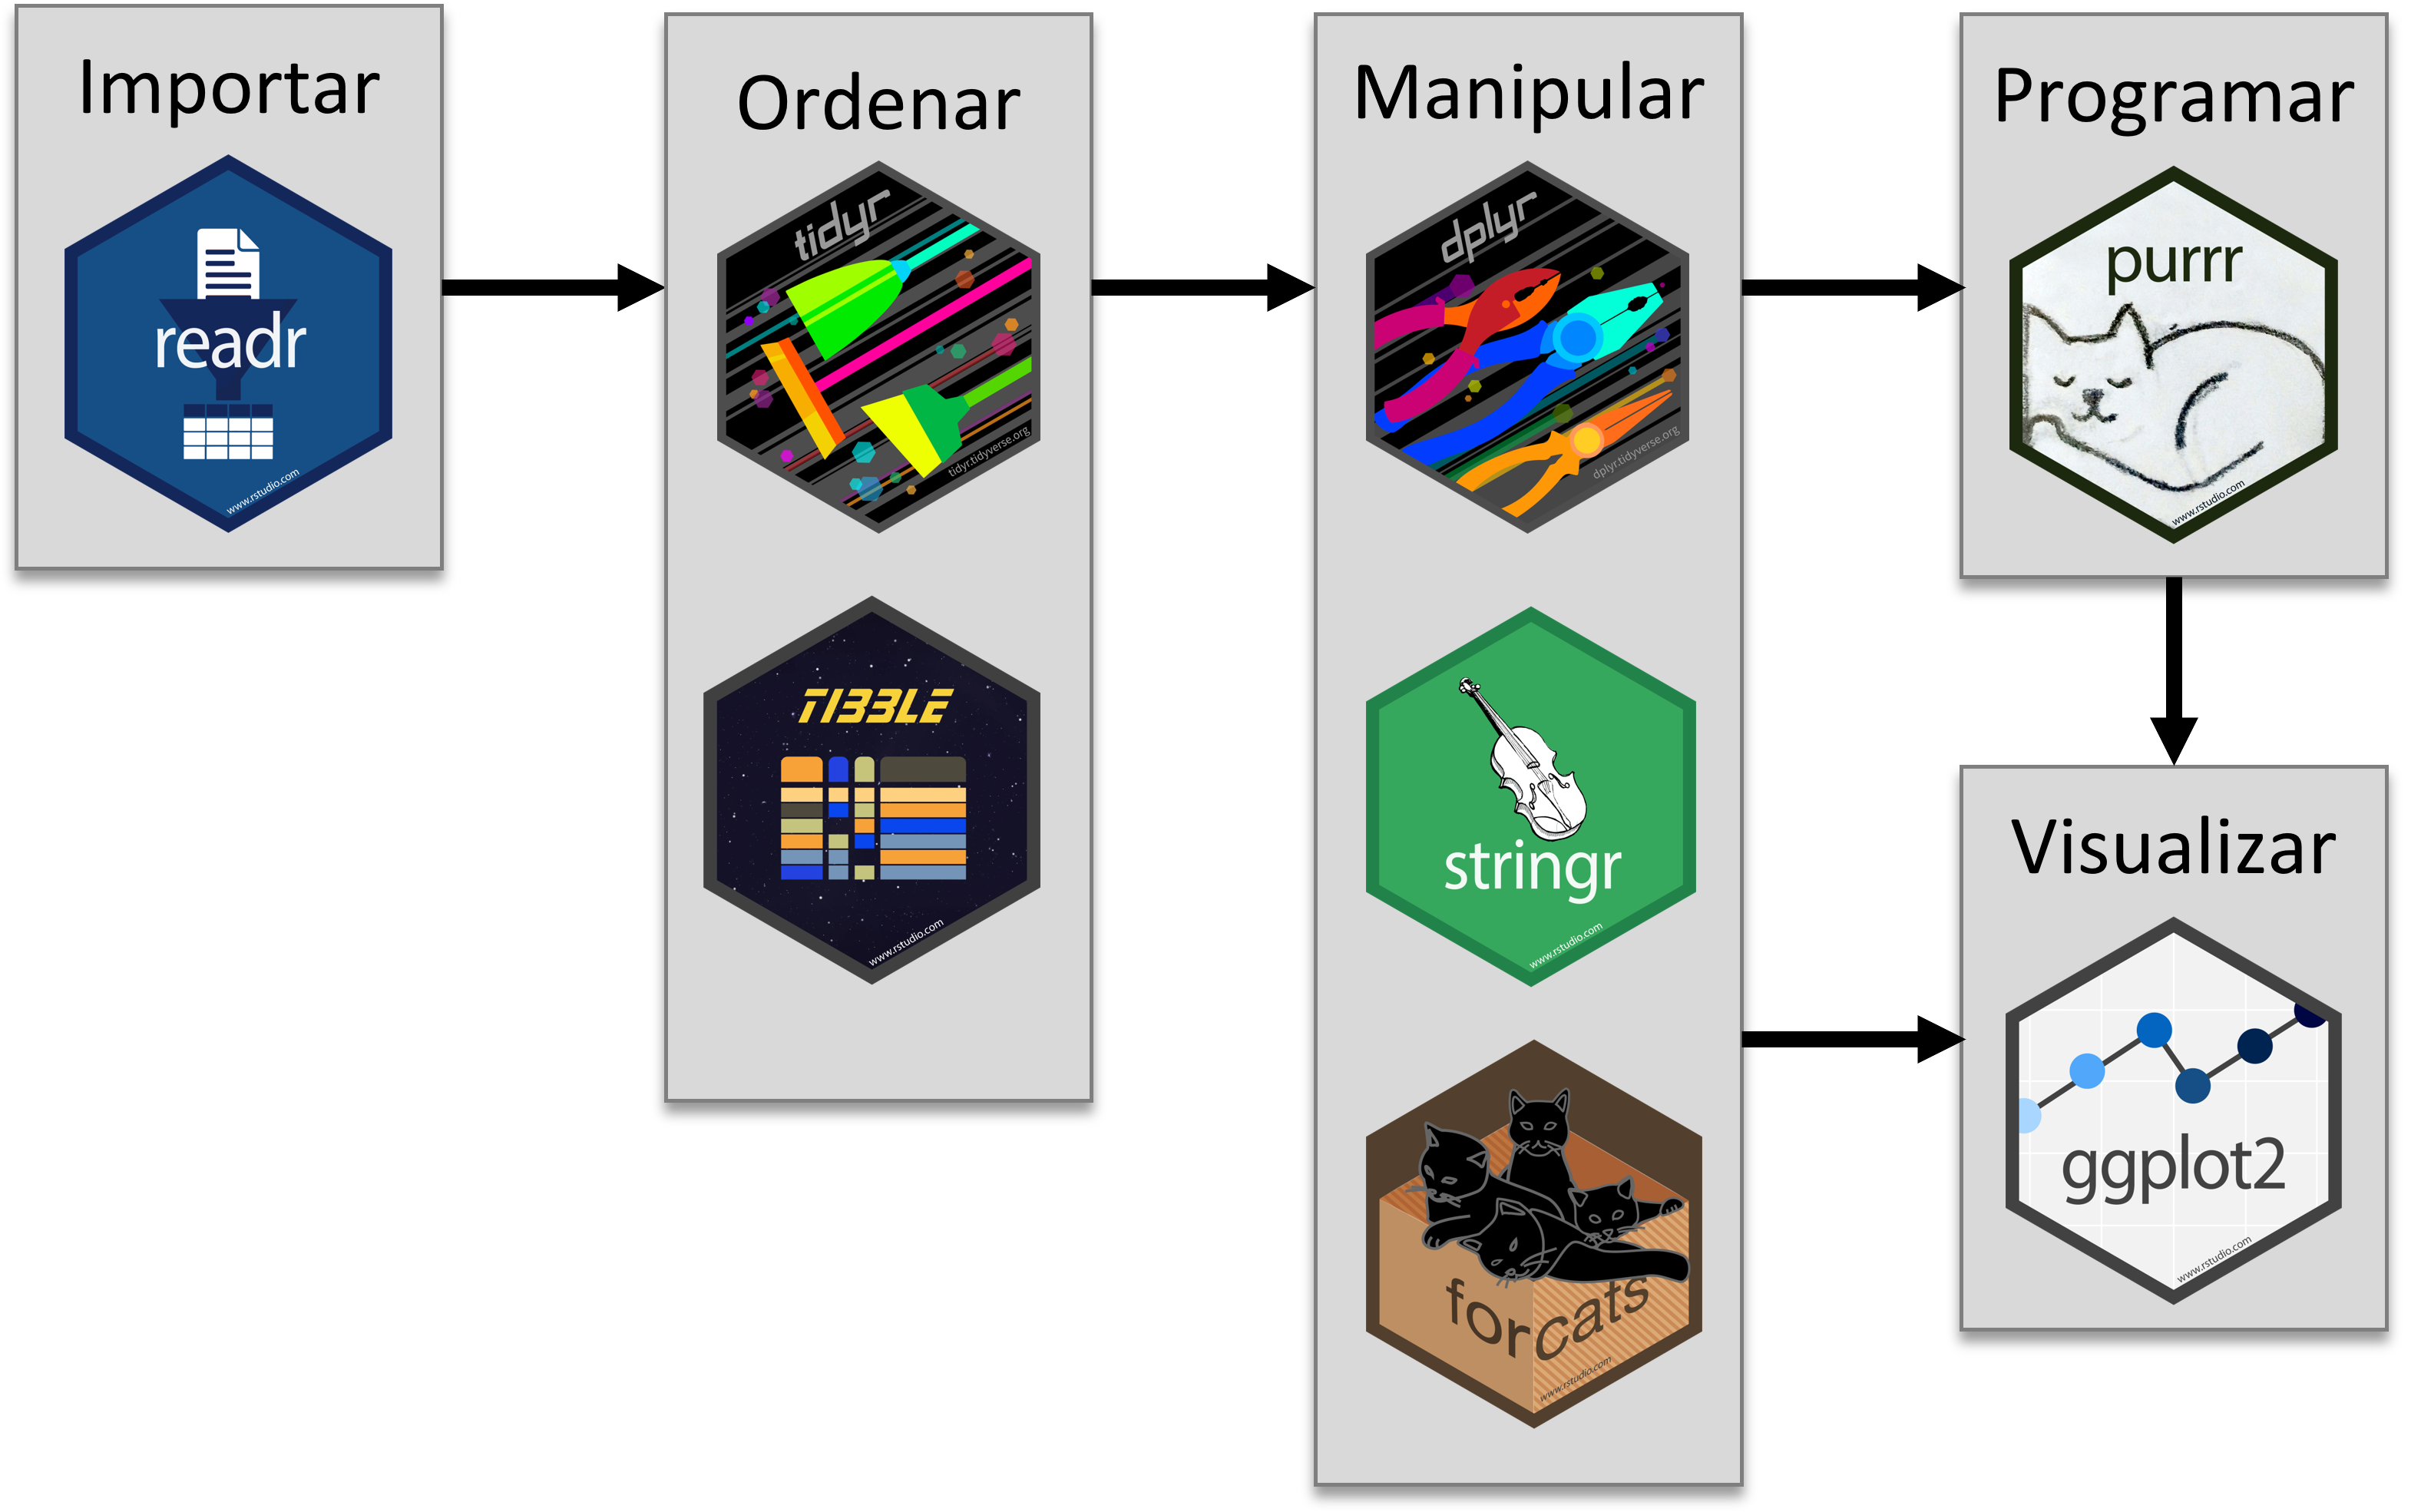 Importar
readr
www.rstudio.com
Ordenar
tidyr
tidyr.tidyverse.org
TIBBLE
www.rstudio.com
Manipular
dplyr
dplyr.tidyverse.org
stringr
www.rstudio.com
forcats
www.rstudio.com
Programar
purrr
www.rstudio.com
Visualizar
ggplot2
www.rstudio.com